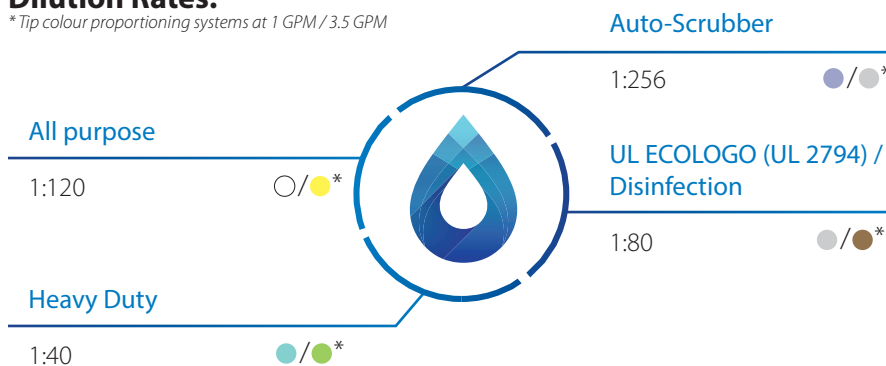 Dilution Rates:
* Tip colour proportioning systems at 1 GPM / 3.5 GPM
Auto-Scrubber
1:256 /*
All purpose
1:120 /*
UL ECOLOGO (UL 2794) /
Disinfection
1:80 /*
Heavy Duty
1:40 /*